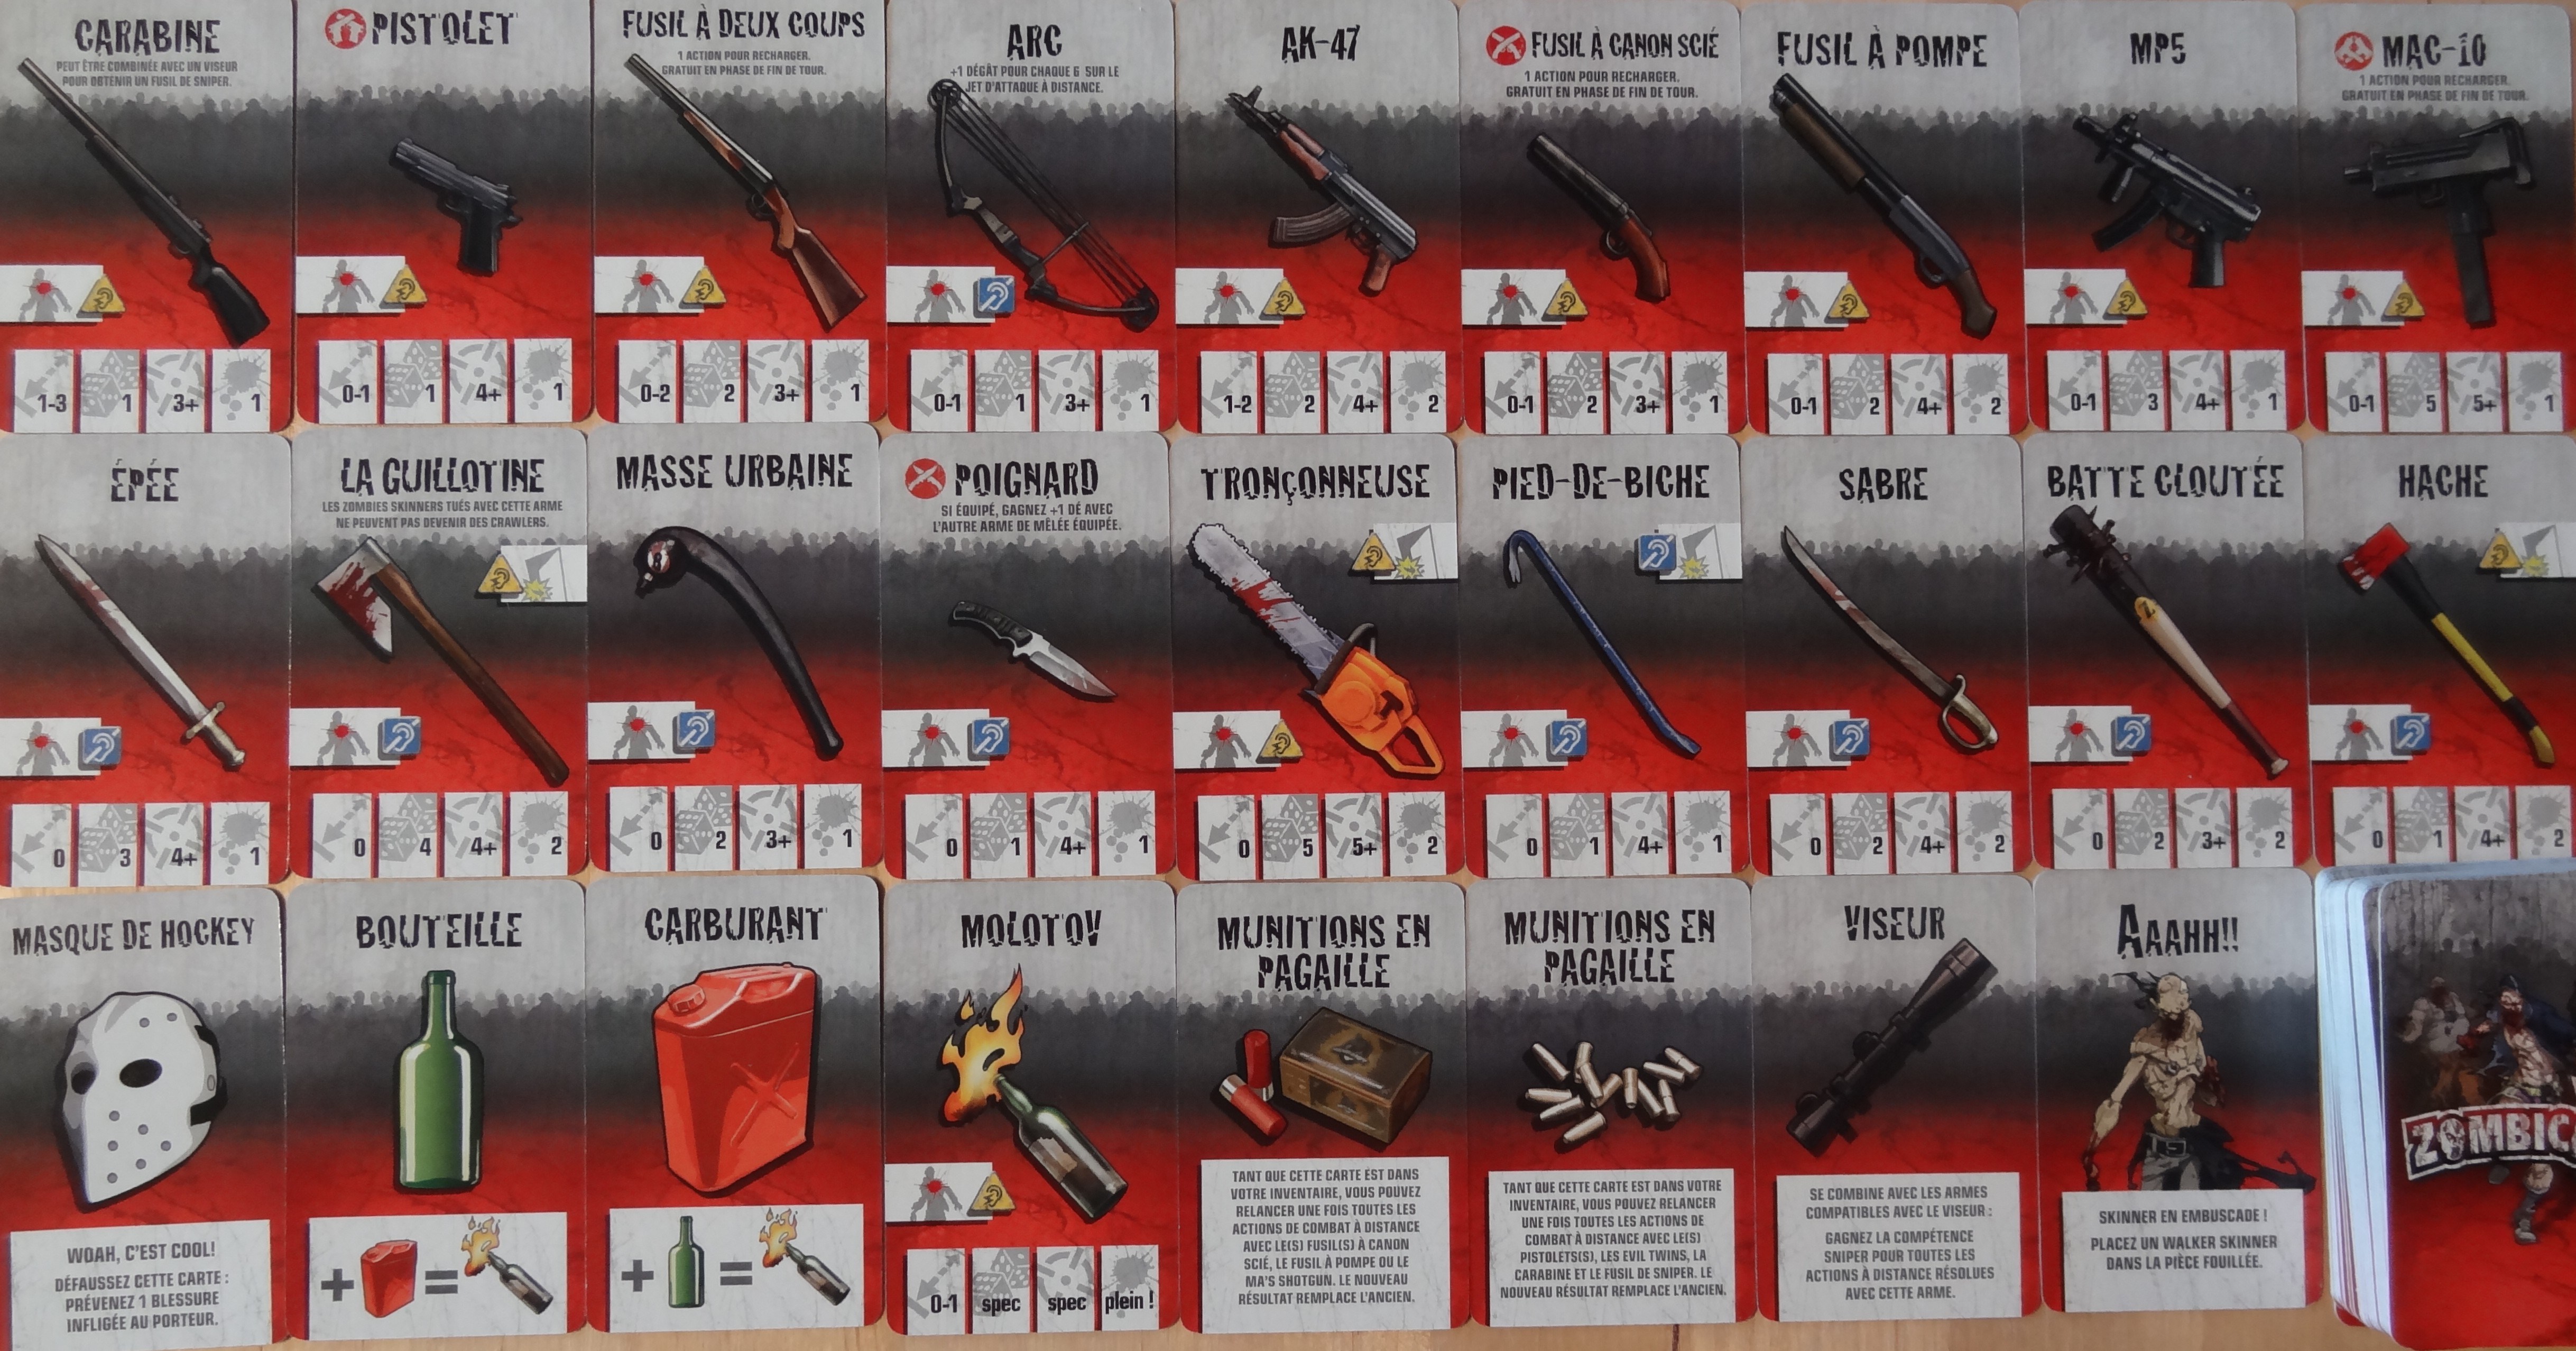 CARABINE
PEUT ÊTRE COMBINÉE AVEC UN VISEUR
POUR OBTENIR UN FUSIL DE SNIPER.
1-3
1
3+
1
PISTOLET
0-1
1
4+
1
FUSIL À DEUX COUPS
1 ACTION POUR RECHARGER.
GRATUIT EN PHASE DE FIN DE TOUR.
0-2
2
3+
1
ARC
+1 DÉGÂT POUR CHAQUE 6 SUR LE
JET D'ATTAQUE À DISTANCE.
0-1
1
3+
1
AK-47
1-2
2
4+
2
FUSIL À CANON SCIÉ
1 ACTION POUR RECHARGER.
GRATUIT EN PHASE DE FIN DE TOUR.
0-1
2
3+
1
FUSIL À POMPE
0-1
2
4+
2
MP5
0-1
3
4+
1
MAC-10
1 ACTION POUR RECHARGER.
GRATUIT EN PHASE DE FIN DE TOUR.
0-1
5
5+
1
ÉPÉE
0
3
4+
1
LA GUILLOTINE
LES ZOMBIES SKINNERS TUÉS AVEC CETTE ARME
NE PEUVENT PAS DEVENIR DES CRAWLERS.
0
4
4+
2
MASSE URBAINE
0
2
3+
1
POIGNARD
SI ÉQUIPÉ, GAGNEZ +1 DÉ AVEC
L'AUTRE ARME DE MÊLÉE ÉQUIPÉE.
0
1
4+
1
TRONÇONNEUSE
0
5
5+
2
PIED-DE-BICHE
0
1
4+
1
SABRE
0
2
4+
2
BATTE CLOUTÉE
Z
0
2
3+
2
HACHE
0
1
4+
2
MASQUE DE HOCKEY
WOAH, C'EST COOL!
DÉFAUSSEZ CETTE CARTE :
PRÉVENEZ 1 BLESSURE
INFLIGÉE AU PORTEUR.
BOUTEILLE
+ =
CARBURANT
+ =
MOLOTOV
0-1
spec
spec
plein !
MUNITIONS EN
PAGAILLE
TANT QUE CETTE CARTE EST DANS
VOTRE INVENTAIRE, VOUS POUVEZ
RELANCER UNE FOIS TOUTES LES
ACTIONS DE COMBAT À DISTANCE
AVEC LE(S) FUSIL(S) À CANON
SCIÉ, LE FUSIL À POMPE OU LE
MA'S SHOTGUN. LE NOUVEAU
RÉSULTAT REMPLACE L'ANCIEN.
MUNITIONS EN
PAGAILLE
TANT QUE CETTE CARTE EST DANS VOTRE
INVENTAIRE, VOUS POUVEZ RELANCER
UNE FOIS TOUTES LES ACTIONS DE
COMBAT À DISTANCE AVEC LE(S)
PISTOLETS(S), LES EVIL TWINS, LA
CARABINE ET LE FUSIL DE SNIPER. LE
NOUVEAU RÉSULTAT REMPLACE L'ANCIEN.
VISEUR
SE COMBINE AVEC LES ARMES
COMPATIBLES AVEC LE VISEUR :
GAGNEZ LA COMPÉTENCE
SNIPER POUR TOUTES LES
ACTIONS À DISTANCE RÉSOLUES
AVEC CETTE ARME.
AAAHH!!
SKINNER EN EMBUSCADE !
PLACEZ UN WALKER SKINNER
DANS LA PIÈCE FOUILLÉE.
ZOMBIC